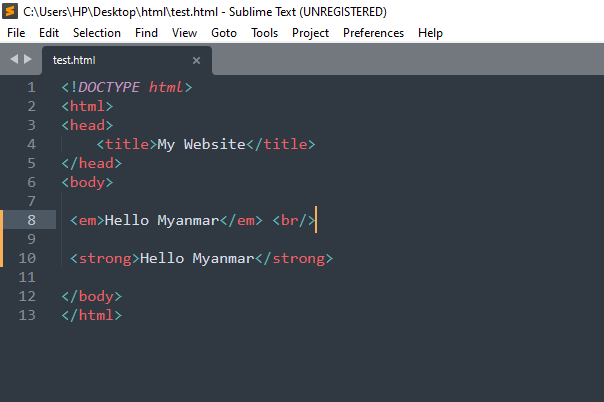 C:\Users\HP\Desktop\html\test.html - Sublime Text (UNREGISTERED)
File Edit Selection Find View Goto Tools Project Preferences Help
test.html ×
1 <!DOCTYPE html>
2 <html>
3 <head>
4     <title>My Website</title>
5 </head>
6 <body>
7
8  <em>Hello Myanmar</em> <br/>
9
10  <strong>Hello Myanmar</strong>
11
12 </body>
13 </html>